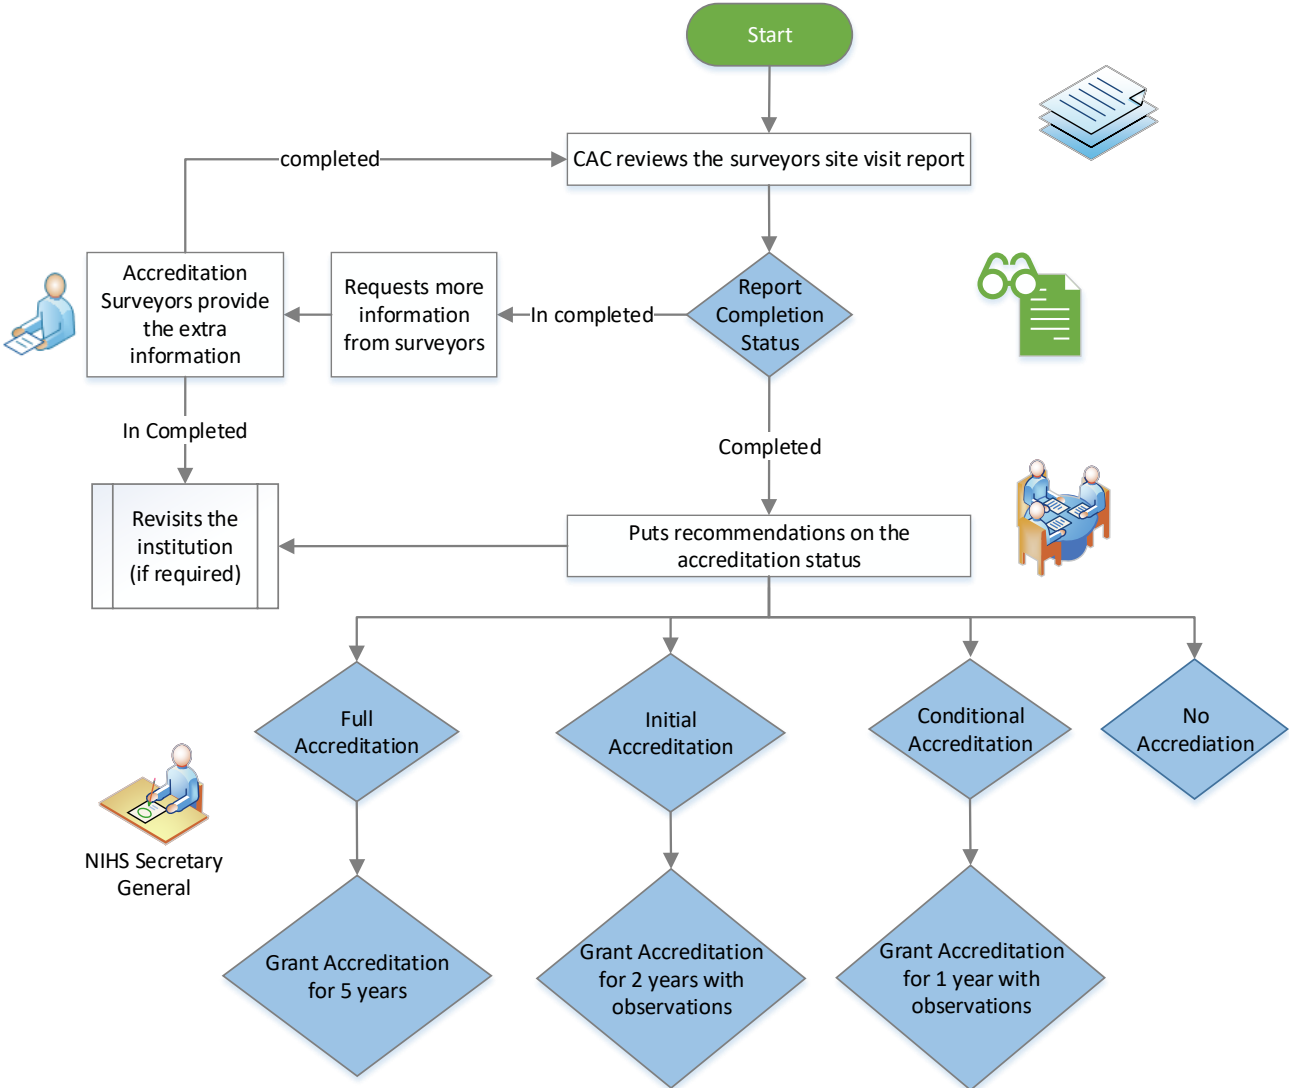 Start
completed
CAC reviews the surveyors site visit report
Accreditation
Surveyors provide
the extra
information
Requests more
information
from surveyors
In completed
Report
Completion
Status
In Completed
Completed
Revisits the
institution
(if required)
Puts recommendations on the
accreditation status
Full
Accreditation
Initial
Accreditation
Conditional
Accreditation
No
Accrediation
NIHS Secretary
General
Grant Accreditation
for 5 years
Grant Accreditation
for 2 years with
observations
Grant Accreditation
for 1 year with
observations